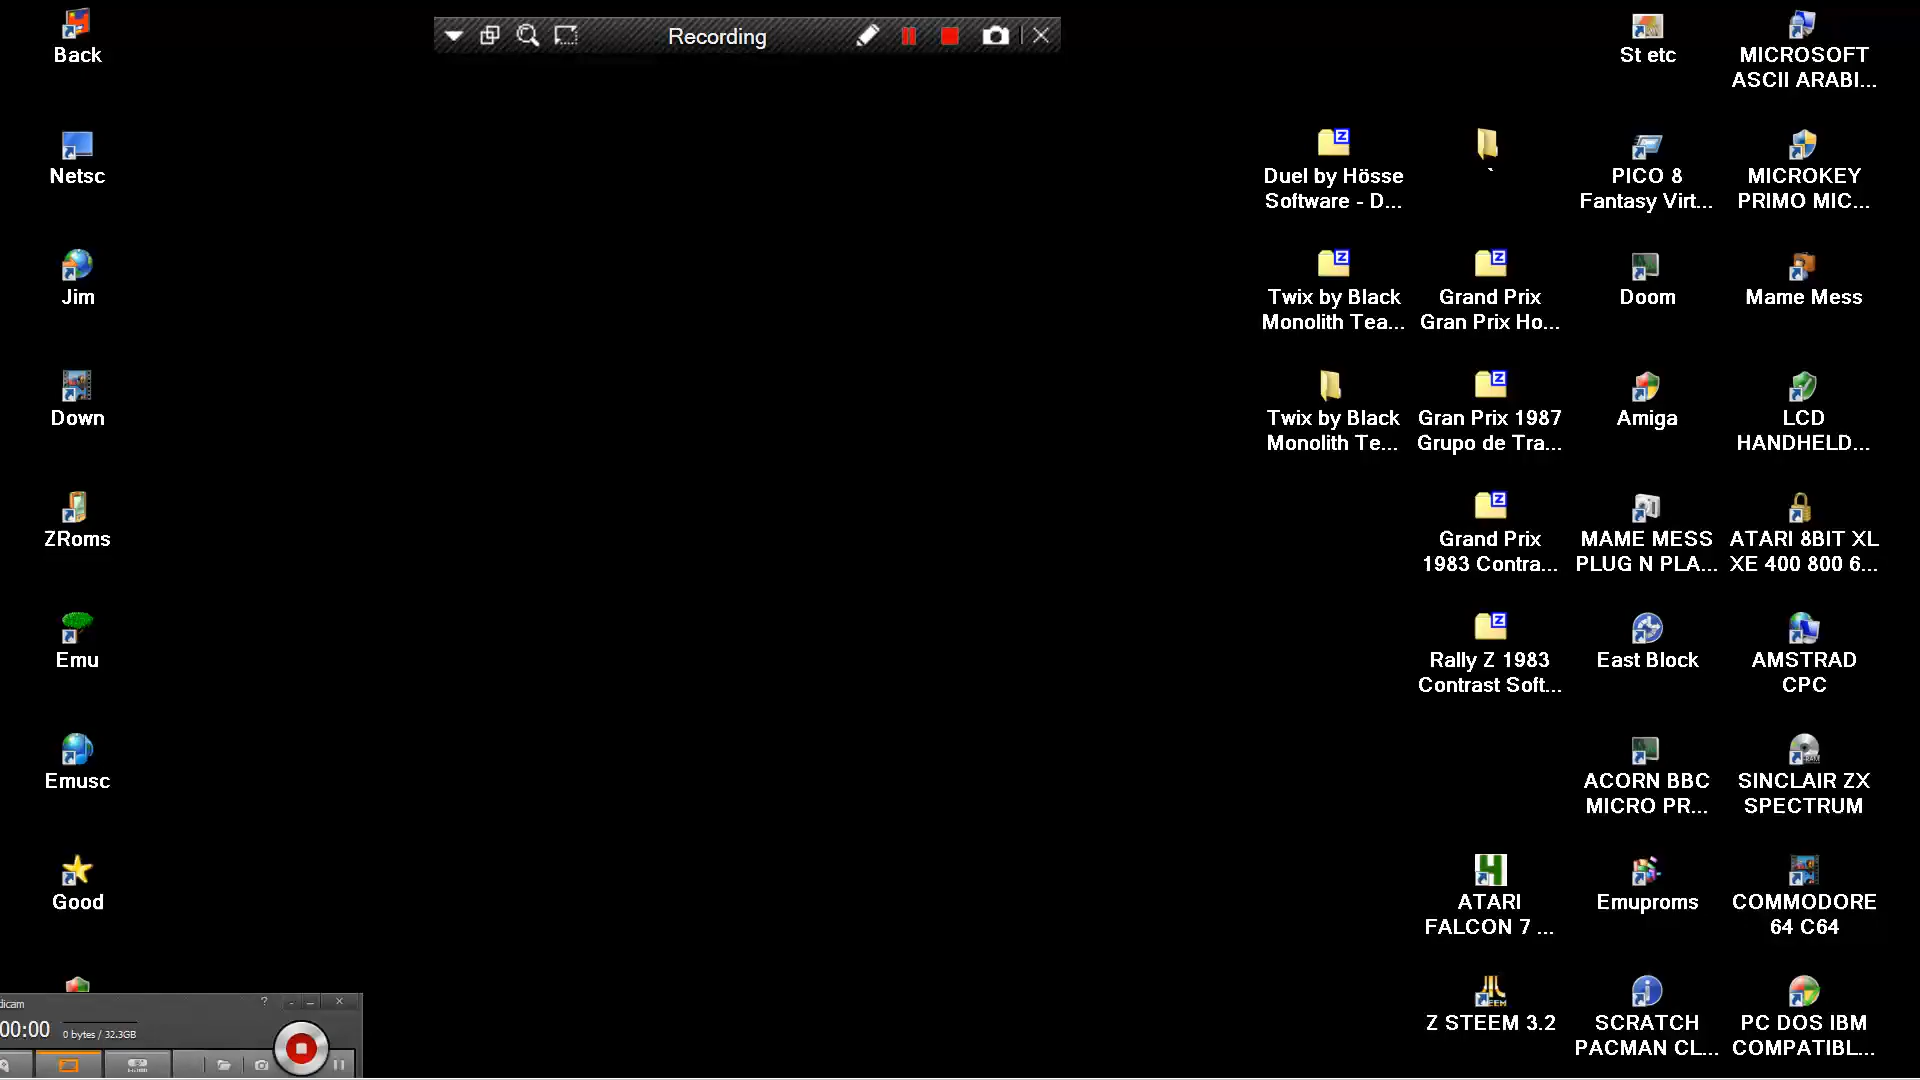 Recording
Back
Netsc
Jim
Down
ZRoms
Emu
Emusc
Good
Duel by Hösse
Software - D...
Twix by Black
Monolith Tea...
Twix by Black
Monolith Te...
`
Grand Prix
Gran Prix Ho...
Gran Prix 1987
Grupo de Tra...
Grand Prix
1983 Contra...
Rally Z 1983
Contrast Soft...
ATARI
FALCON 7 ...
Z STEEM 3.2
St etc
PICO 8
Fantasy Virt...
Doom
Amiga
MAME MESS
PLUG N PLA...
East Block
ACORN BBC
MICRO PR...
Emuproms
SCRATCH
PACMAN CL...
MICROSOFT
ASCII ARABI...
MICROKEY
PRIMO MIC...
Mame Mess
LCD
HANDHELD...
ATARI 8BIT XL
XE 400 800 6...
AMSTRAD
CPC
SINCLAIR ZX
SPECTRUM
COMMODORE
64 C64
PC DOS IBM
COMPATIBL...
dicam
00:00
0 bytes / 32.3GB